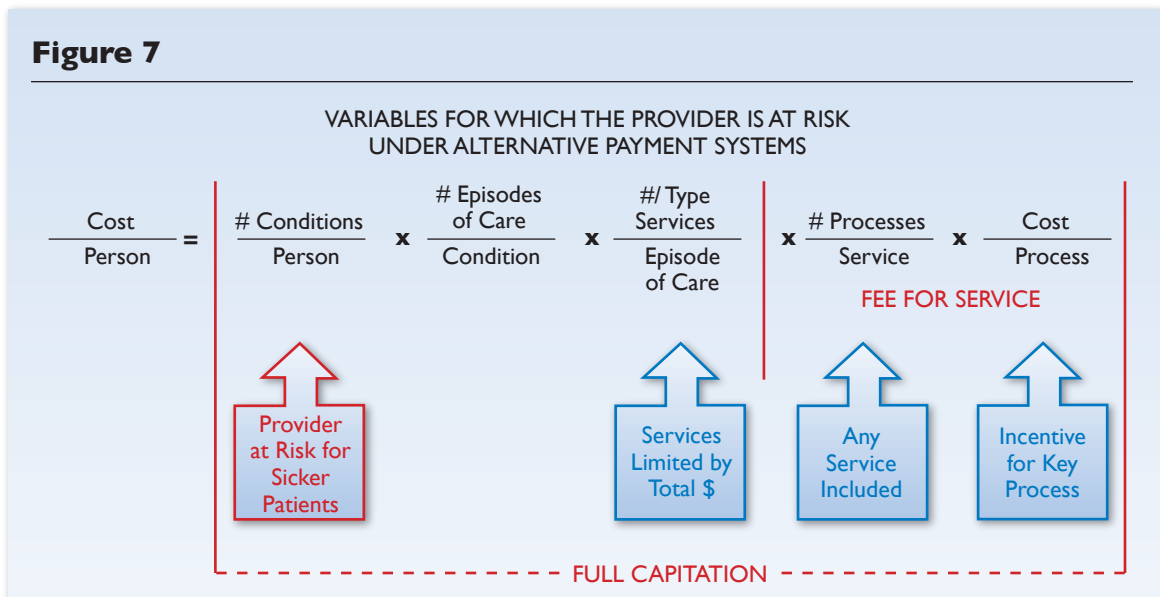 Figure 7
VARIABLES FOR WHICH THE PROVIDER IS AT RISK
UNDER ALTERNATIVE PAYMENT SYSTEMS
Cost
Person
=
# Conditions
Person
x
# Episodes
of Care
Condition
x
#/ Type
Services
Episode
of Care
x
# Processes
Service
x
Cost
Process
FEE FOR SERVICE
Provider
at Risk for
Sicker
Patients
Services
Limited by
Total $
Any
Service
Included
Incentive
for Key
Process
FULL CAPITATION